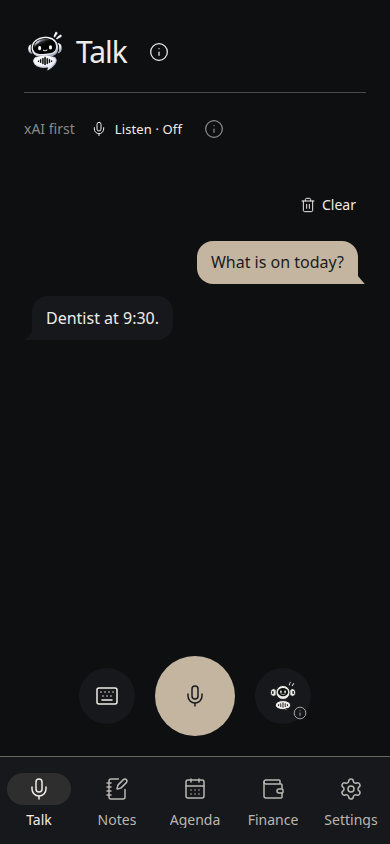 Talk
xAI first
Listen · Off
Clear
What is on today?
Dentist at 9:30.
Talk
Notes
Agenda
Finance
Settings